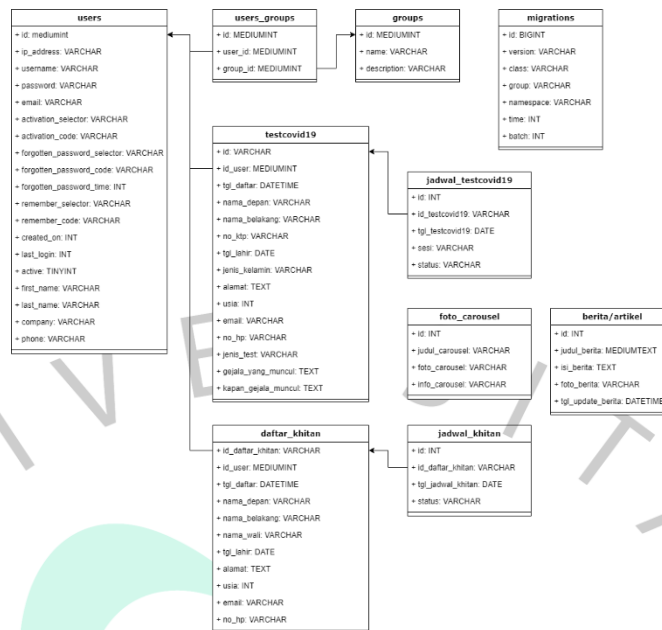 users
+ id: mediumint
+ ip_address: VARCHAR
+ username: VARCHAR
+ password: VARCHAR
+ email: VARCHAR
+ activation_selector: VARCHAR
+ activation_code: VARCHAR
+ forgotten_password_selector: VARCHAR
+ forgotten_password_code: VARCHAR
+ forgotten_password_time: INT
+ remember_selector: VARCHAR
+ remember_code: VARCHAR
+ created_on: INT
+ last_login: INT
+ active: TINYINT
+ first_name: VARCHAR
+ last_name: VARCHAR
+ company: VARCHAR
+ phone: VARCHAR
users_groups
+ id: MEDIUMINT
+ user_id: MEDIUMINT
+ group_id: MEDIUMINT
groups
+ id: MEDIUMINT
+ name: VARCHAR
+ description: VARCHAR
migrations
+ id: BIGINT
+ version: VARCHAR
+ class: VARCHAR
+ group: VARCHAR
+ namespace: VARCHAR
+ time: INT
+ batch: INT
testcovid19
+ id: VARCHAR
+ id_user: MEDIUMINT
+ tgl_daftar: DATETIME
+ nama_depan: VARCHAR
+ nama_belakang: VARCHAR
+ no_ktp: VARCHAR
+ tgl_lahir: DATE
+ jenis_kelamin: VARCHAR
+ alamat: TEXT
+ usia: INT
+ email: VARCHAR
+ no_hp: VARCHAR
+ jenis_test: VARCHAR
+ gejala_yang_muncul: TEXT
+ kapan_gejala_muncul: TEXT
jadwal_testcovid19
+ id: INT
+ id_testcovid19: VARCHAR
+ tgl_testcovid19: DATE
+ sesi: VARCHAR
+ status: VARCHAR
foto_carousel
+ id: INT
+ judul_carousel: VARCHAR
+ foto_carousel: VARCHAR
+ info_carousel: VARCHAR
berita/artikel
+ id: INT
+ judul_berita: MEDIUMTEXT
+ isi_berita: TEXT
+ foto_berita: VARCHAR
+ tgl_update_berita: DATETIME
daftar_khitan
+ id_daftar_khitan: VARCHAR
+ id_user: MEDIUMINT
+ tgl_daftar: DATETIME
+ nama_depan: VARCHAR
+ nama_belakang: VARCHAR
+ nama_wali: VARCHAR
+ tgl_lahir: DATE
+ alamat: TEXT
+ usia: INT
+ email: VARCHAR
+ no_hp: VARCHAR
jadwal_khitan
+ id: INT
+ id_daftar_khitan: VARCHAR
+ tgl_jadwal_khitan: DATE
+ status: VARCHAR